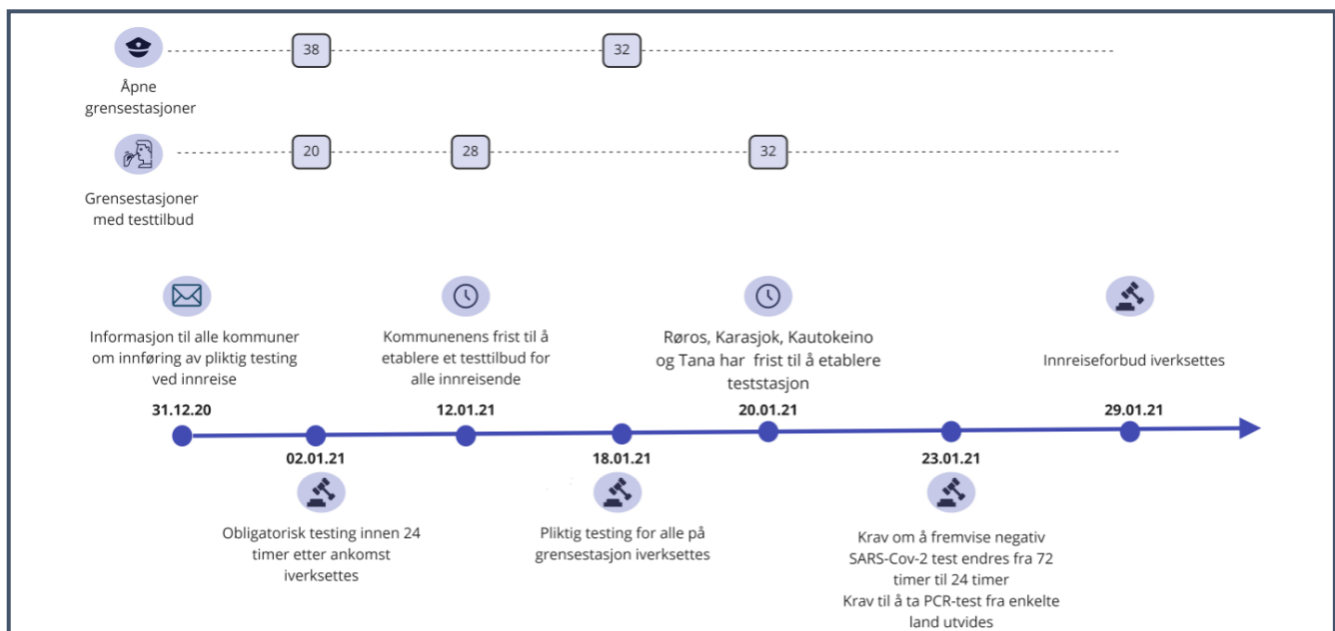 38
32
Åpne
grensestasjoner
20
28
32
Grensestasjoner
med testtilbud
Informasjon til alle kommuner
om innføring av pliktig testing
ved innreise
31.12.20
Kommunenens frist til å
etablere et testtilbud for
alle innreisende
12.01.21
Røros, Karasjok, Kautokeino
og Tana har frist til å etablere
teststasjon
20.01.21
Innreiseforbud iverksettes
29.01.21
02.01.21
Obligatorisk testing innen 24
timer etter ankomst
iverksettes
18.01.21
Pliktig testing for alle på
grensestasjon iverksettes
23.01.21
Krav om å fremvise negativ
SARS-Cov-2 test endres fra 72
timer til 24 timer
Krav til å ta PCR-test fra enkelte
land utvides